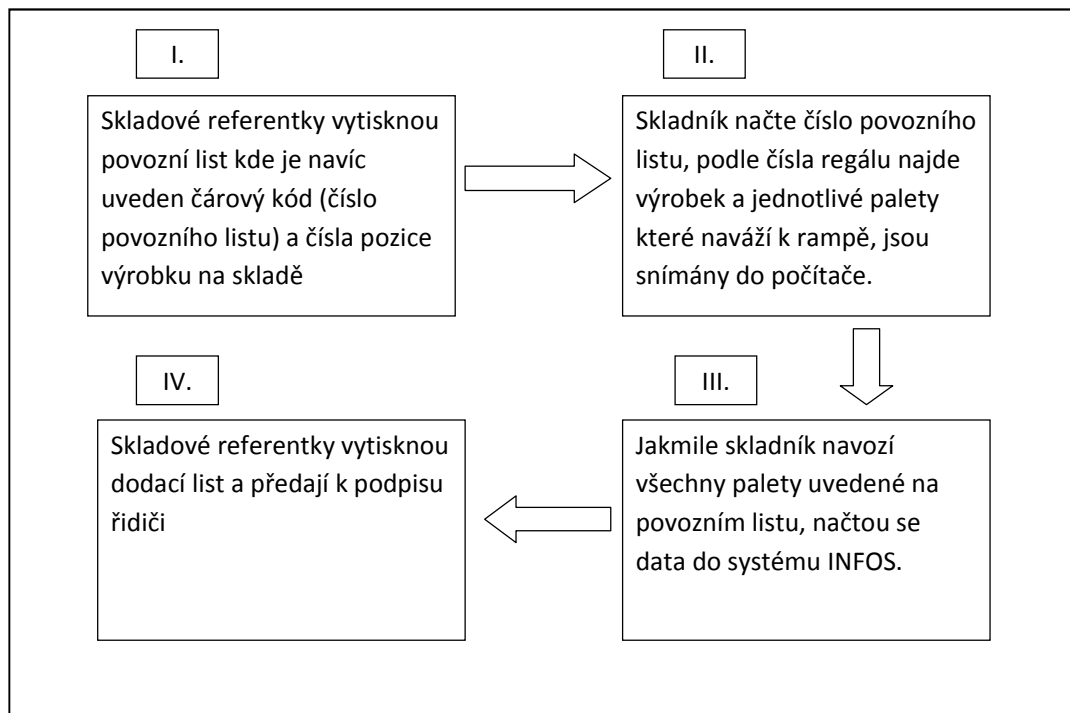 I.
Skladové referentky vytisknou
povozní list kde je navíc
uveden čárový kód (číslo
povozního listu) a čísla pozice
výrobku na skladě
II.
Skladník načte číslo povozního
listu, podle čísla regálu najde
výrobek a jednotlivé palety
které naváží k rampě, jsou
snímány do počítače.
III.
Jakmile skladník navozí
všechny palety uvedené na
povozním listu, načtou se
data do systému INFOS.
IV.
Skladové referentky vytisknou
dodací list a předají k podpisu
řidiči